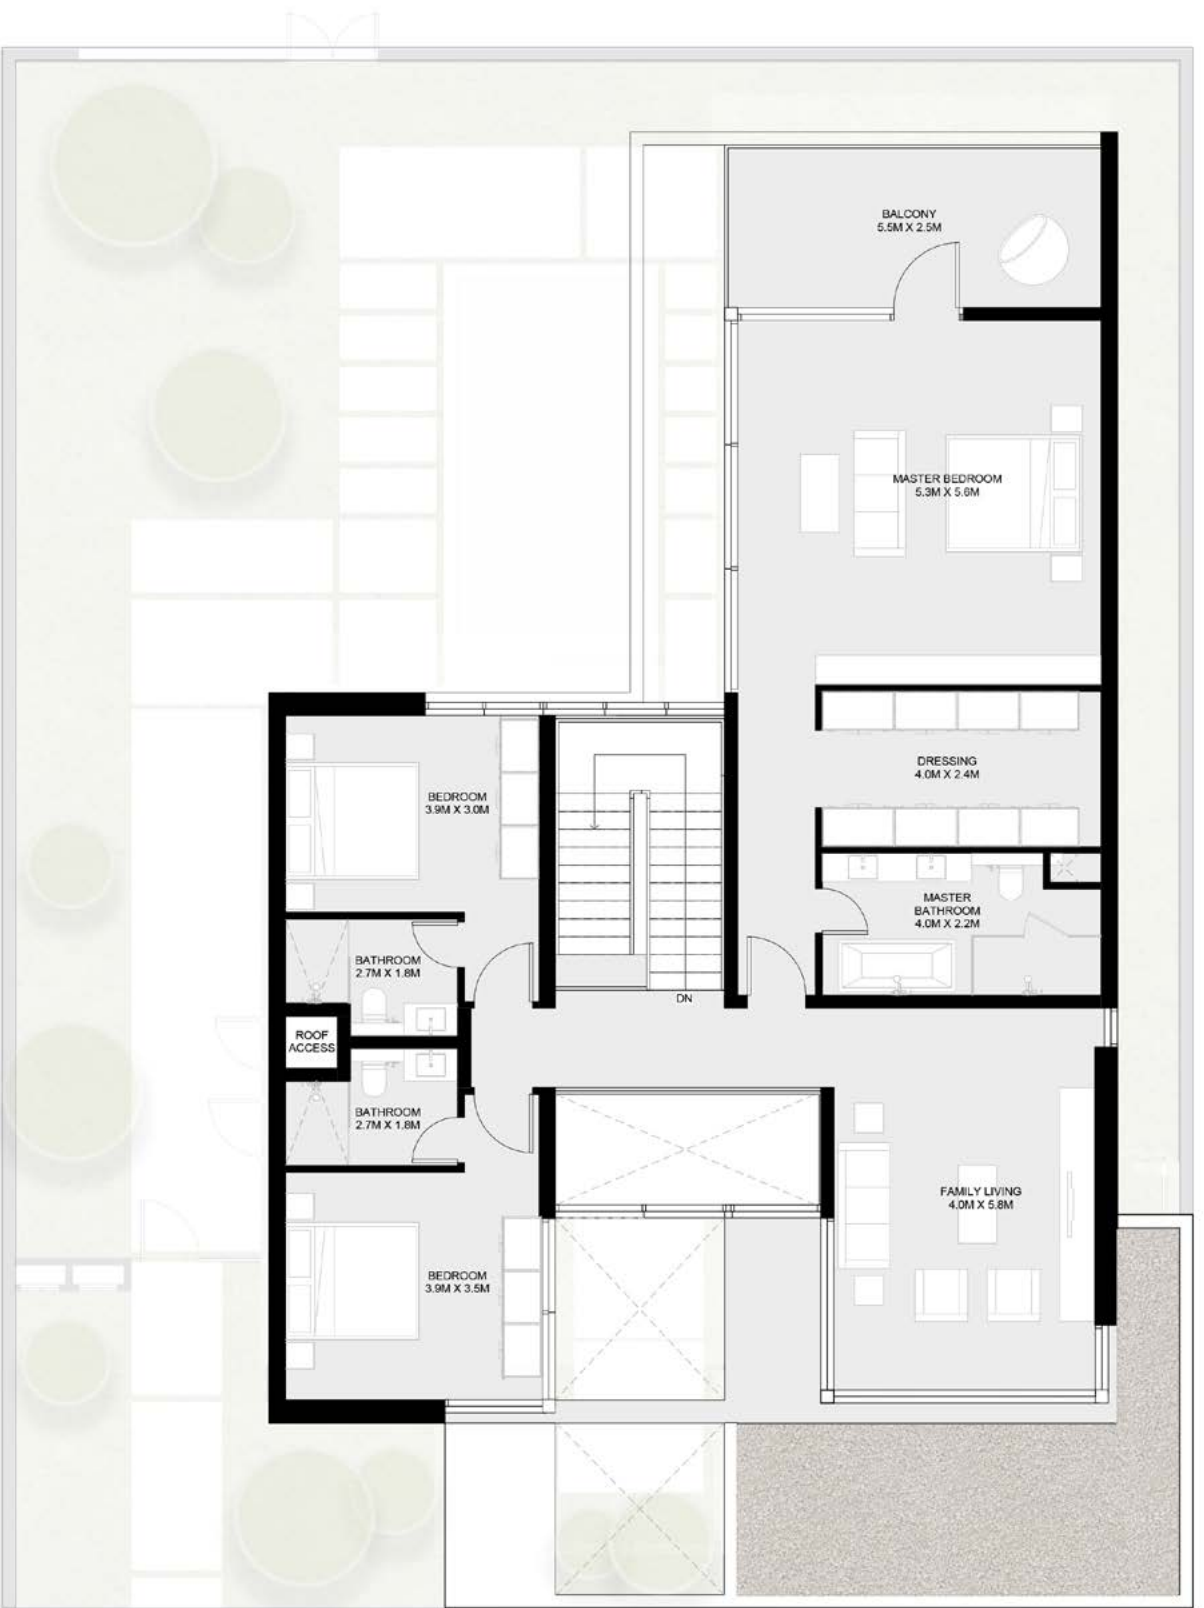 BALCONY
5.5M X 2.5M
MASTER BEDROOM
5.3M X 5.6M
DRESSING
4.0M X 2.4M
BEDROOM
3.9M X 3.0M
MASTER
BATHROOM
4.0M X 2.2M
BATHROOM
2.7M X 1.8M
DN
ROOF
ACCESS
BATHROOM
2.7M X 1.8M
FAMILY LIVING
4.0M X 5.8M
BEDROOM
3.9M X 3.5M